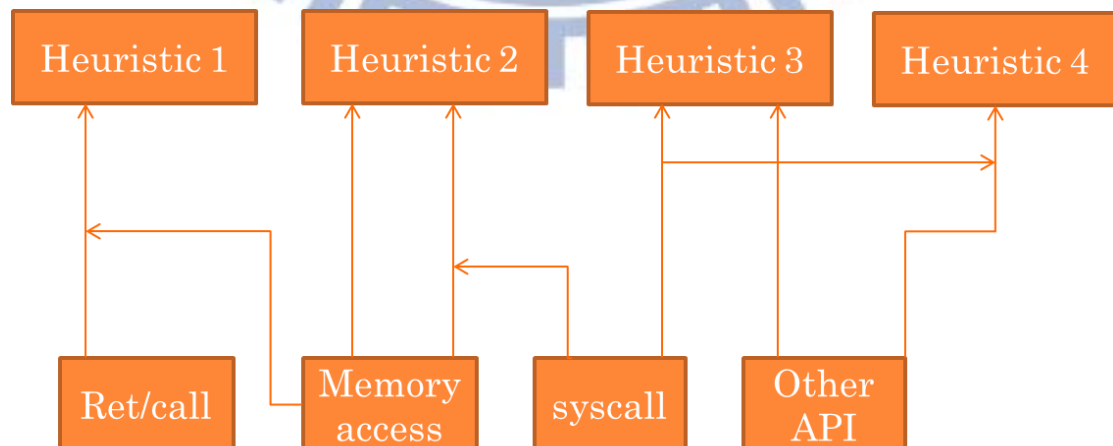 Heuristic 1
Heuristic 2
Heuristic 3
Heuristic 4
Ret/call
Memory
access
syscall
Other
API